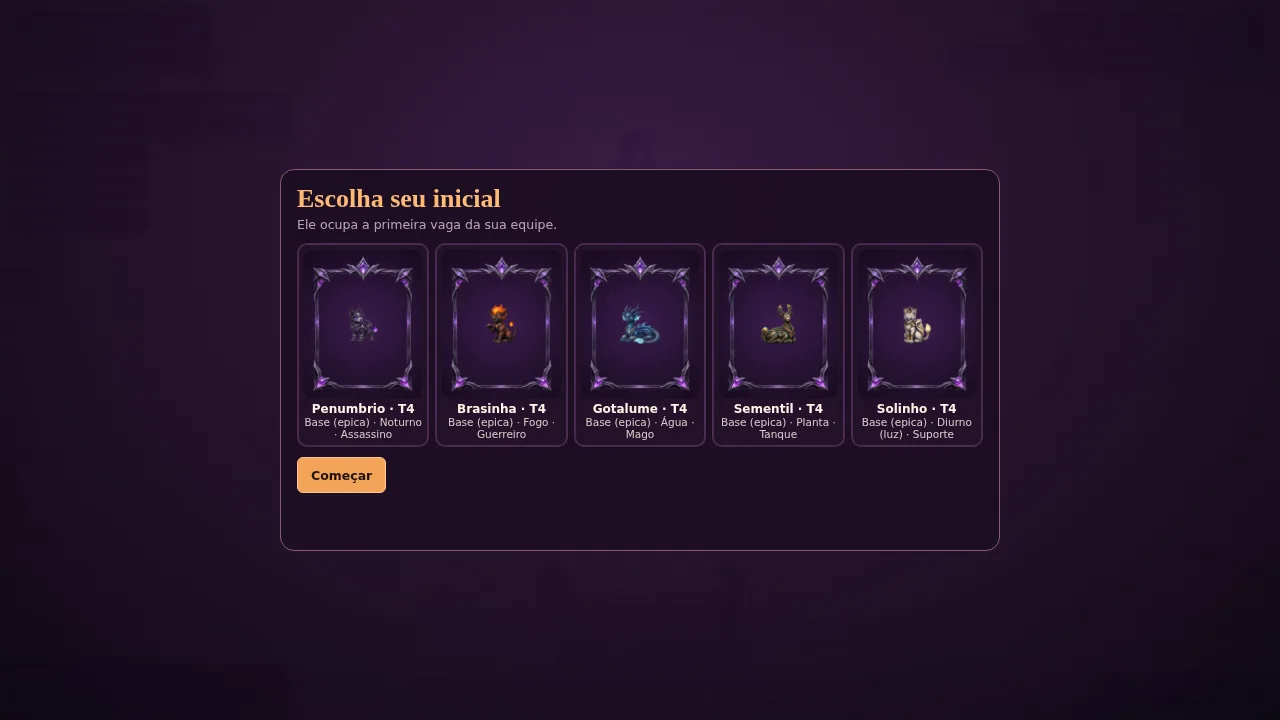 Escolha seu inicial
Ele ocupa a primeira vaga da sua equipe.
Penumbrio · T4
Base (epica) · Noturno
· Assassino
Brasinha · T4
Base (epica) · Fogo ·
Guerreiro
Gotalume · T4
Base (epica) · Água ·
Mago
Sementil · T4
Base (epica) · Planta ·
Tanque
Solinho · T4
Base (epica) · Diurno
(luz) · Suporte
Começar